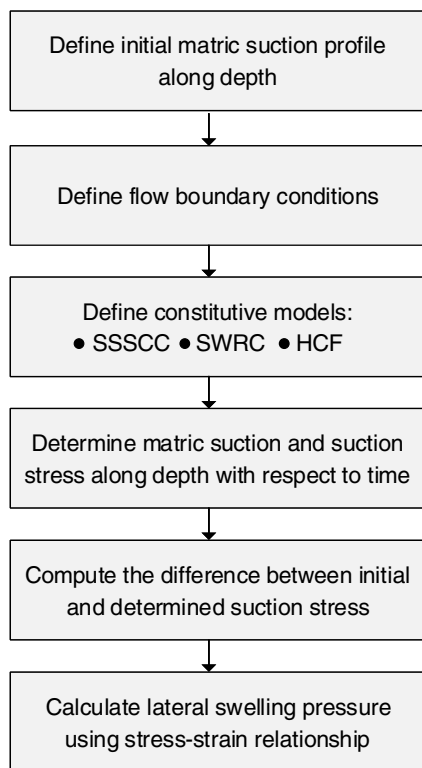 Define initial matric suction profile
along depth
Define flow boundary conditions
Define constitutive models:
● SSSCC ● SWRC ● HCF
Determine matric suction and suction
stress along depth with respect to time
Compute the difference between initial
and determined suction stress
Calculate lateral swelling pressure
using stress-strain relationship